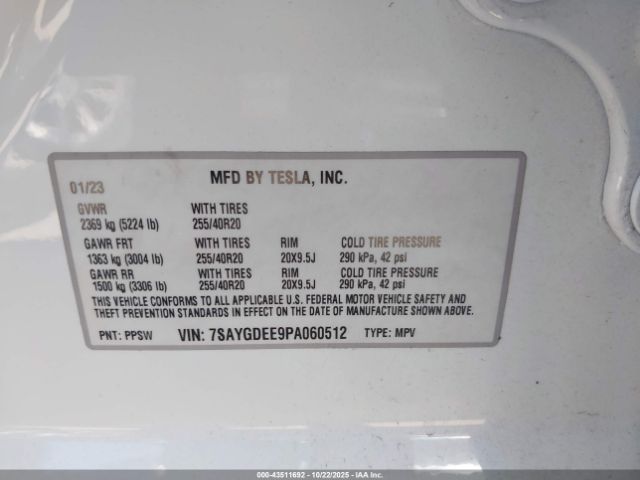 MFD BY TESLA, INC.
01/23
GVWR WITH TIRES
2369 kg (5224 lb) 255/40R20
GAWR FRT WITH TIRES RIM COLD TIRE PRESSURE
1363 kg (3004 lb) 255/40R20 20X9.5J 290 kPa, 42 psi
GAWR RR WITH TIRES RIM COLD TIRE PRESSURE
1500 kg (3306 lb) 255/40R20 20X9.5J 290 kPa, 42 psi
THIS VEHICLE CONFORMS TO ALL APPLICABLE U.S. FEDERAL MOTOR VEHICLE SAFETY AND
THEFT PREVENTION STANDARDS IN EFFECT ON THE DATE OF MANUFACTURE SHOWN ABOVE.
PNT: PPSW VIN: 7SAYGDEE9PA060512 TYPE: MPV
000-43511692 - 10/22/2025 - IAAI.COM